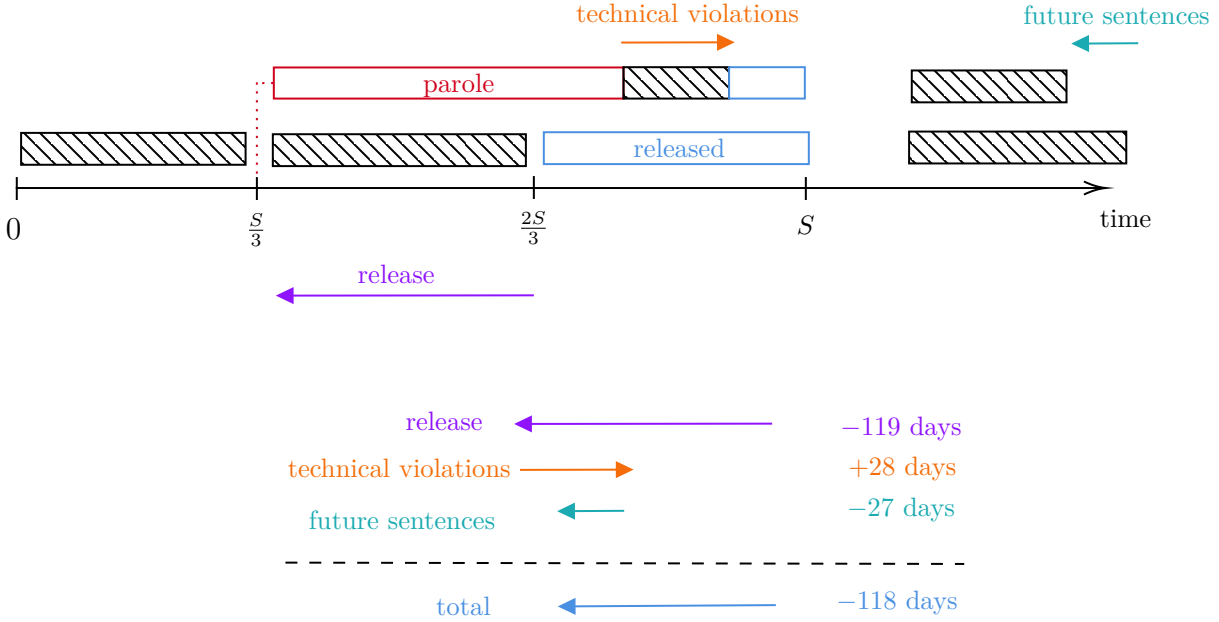 technical violations
future sentences
parole
released
0
S/3
2S/3
S
time
release
release −119 days
technical violations +28 days
future sentences −27 days
total −118 days